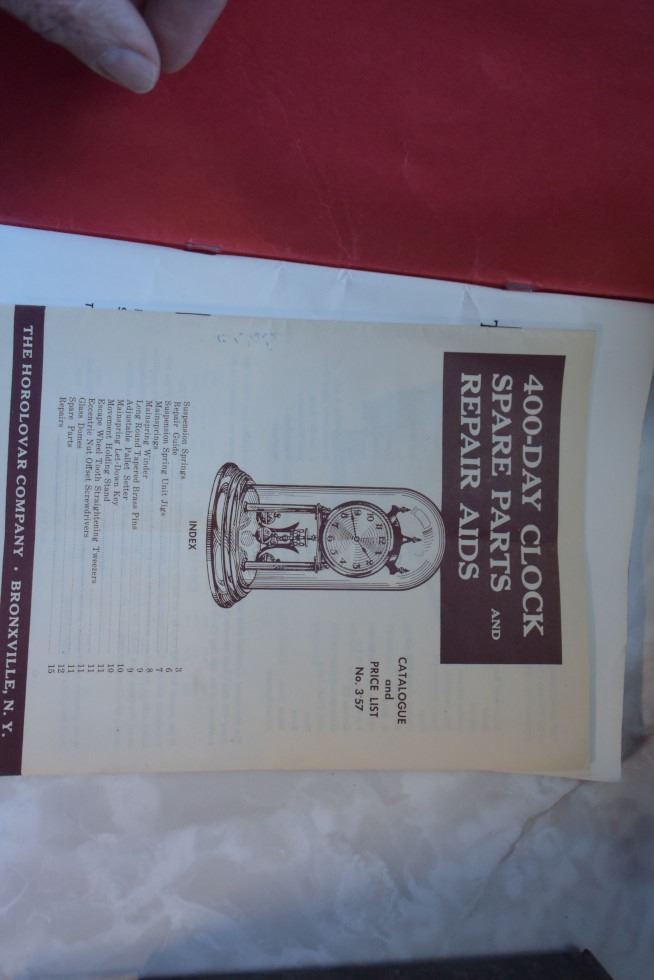 400-DAY CLOCK
SPARE PARTS AND
REPAIR AIDS
CATALOGUE
and
PRICE LIST
No. 3-57
INDEX
Suspension Springs 3
Repair Guide 6
Suspension Spring Unit Jigs 7
Mainsprings 8
Mainspring Winder 9
Long Round Tapered Brass Pins 9
Adjustable Pallet Setter 10
Mainspring Let-Down Key 10
Movement Holding Stand 11
Escape Wheel Tooth Straightening Tweezers 11
Eccentric Nut Offset Screwdrivers 11
Glass Domes 11
Spare Parts 12
Repairs 15
THE HOROLOVAR COMPANY • BRONXVILLE, N. Y.